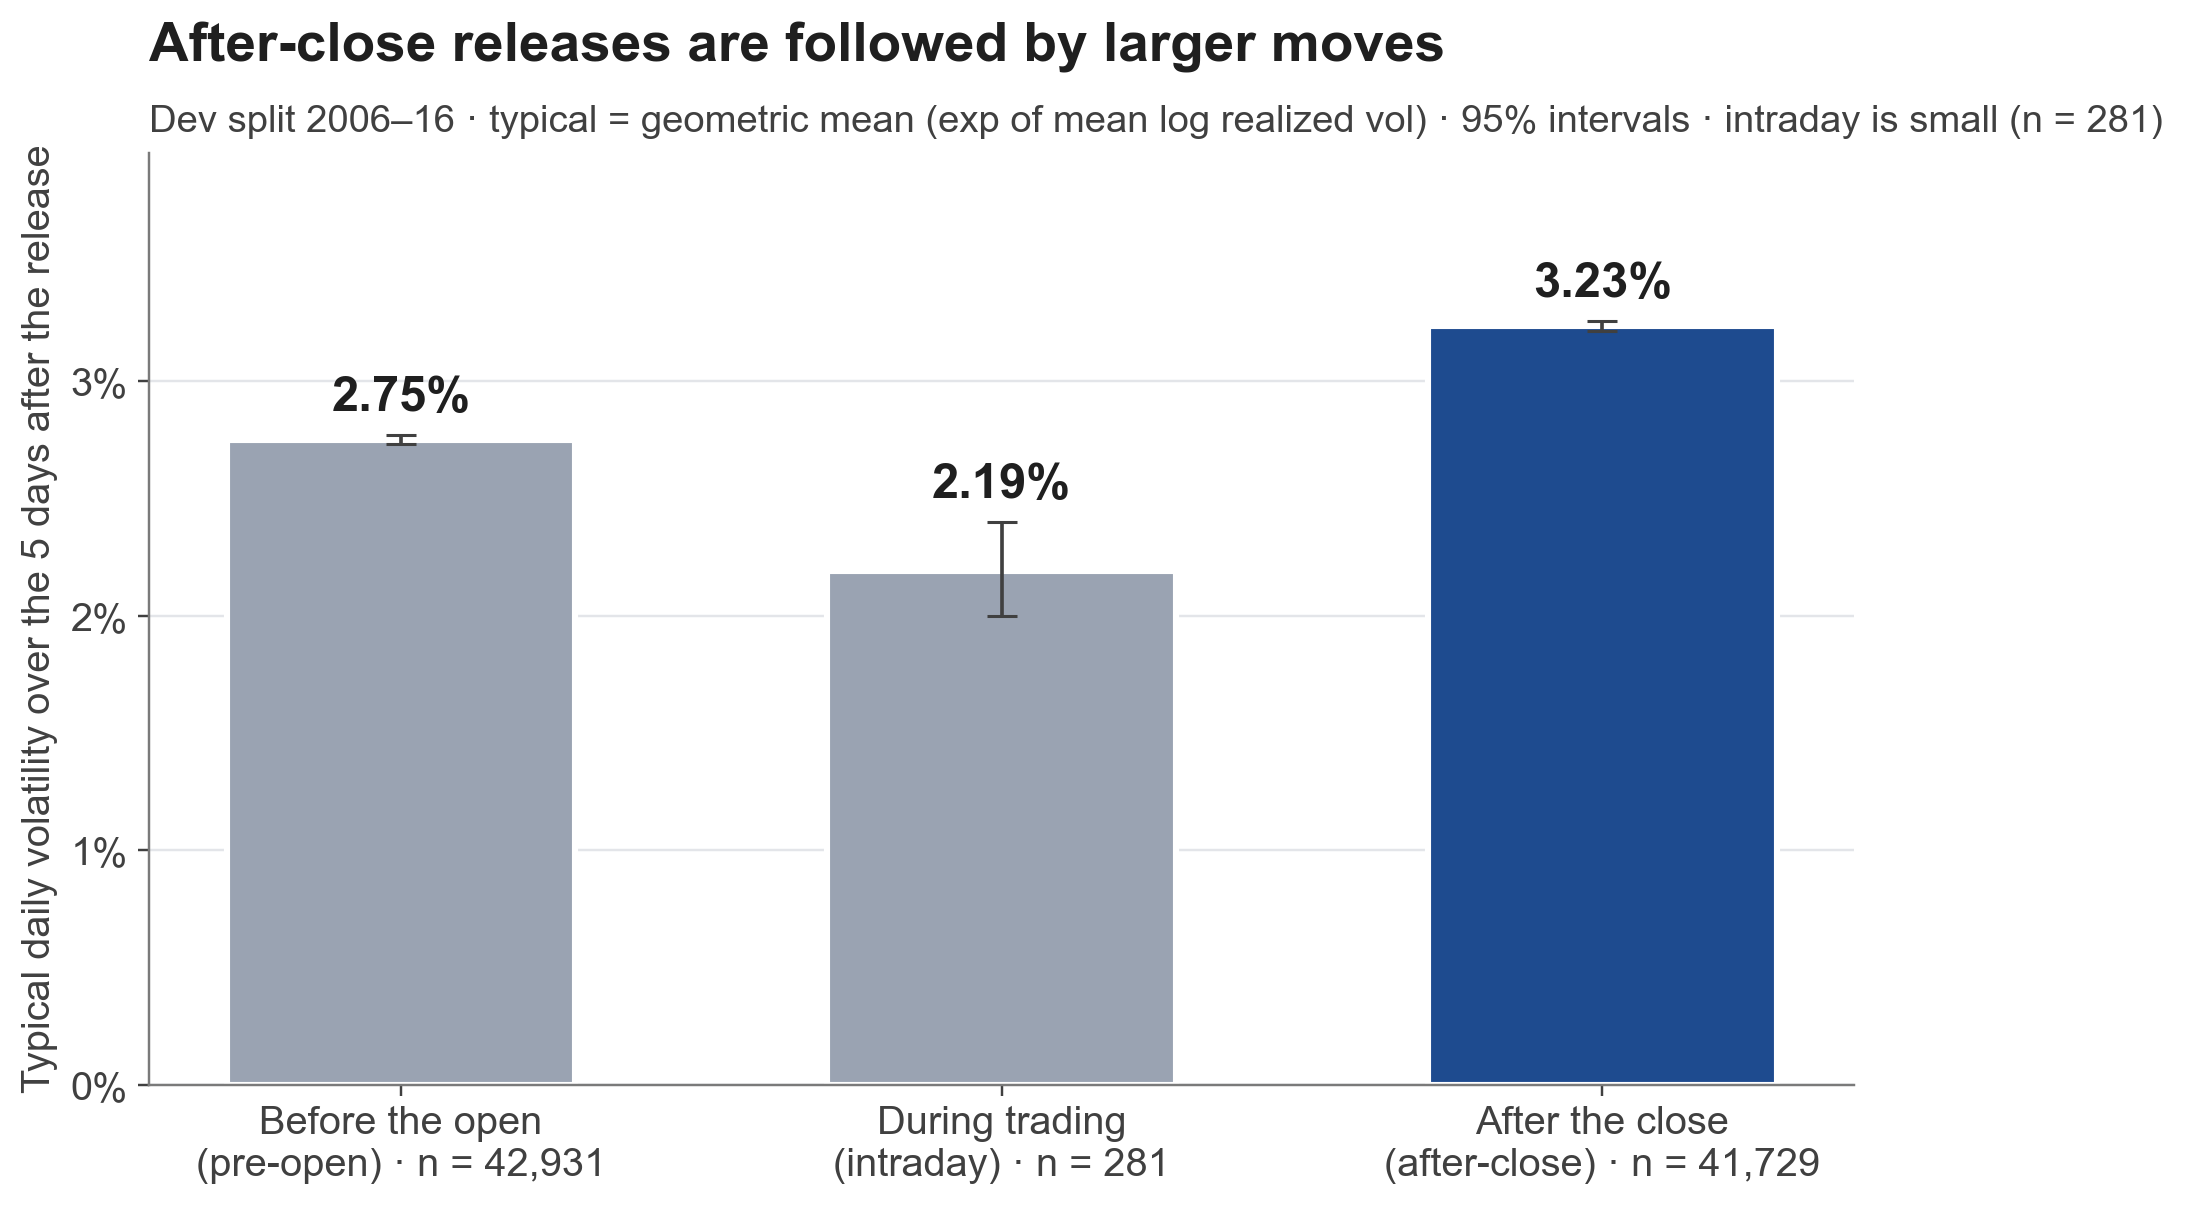 After-close releases are followed by larger moves
Dev split 2006–16 · typical = geometric mean (exp of mean log realized vol) · 95% intervals · intraday is small (n = 281)
Typical daily volatility over the 5 days after the release
3%
2%
1%
0%
2.75%
2.19%
3.23%
Before the open
(pre-open) · n = 42,931
During trading
(intraday) · n = 281
After the close
(after-close) · n = 41,729